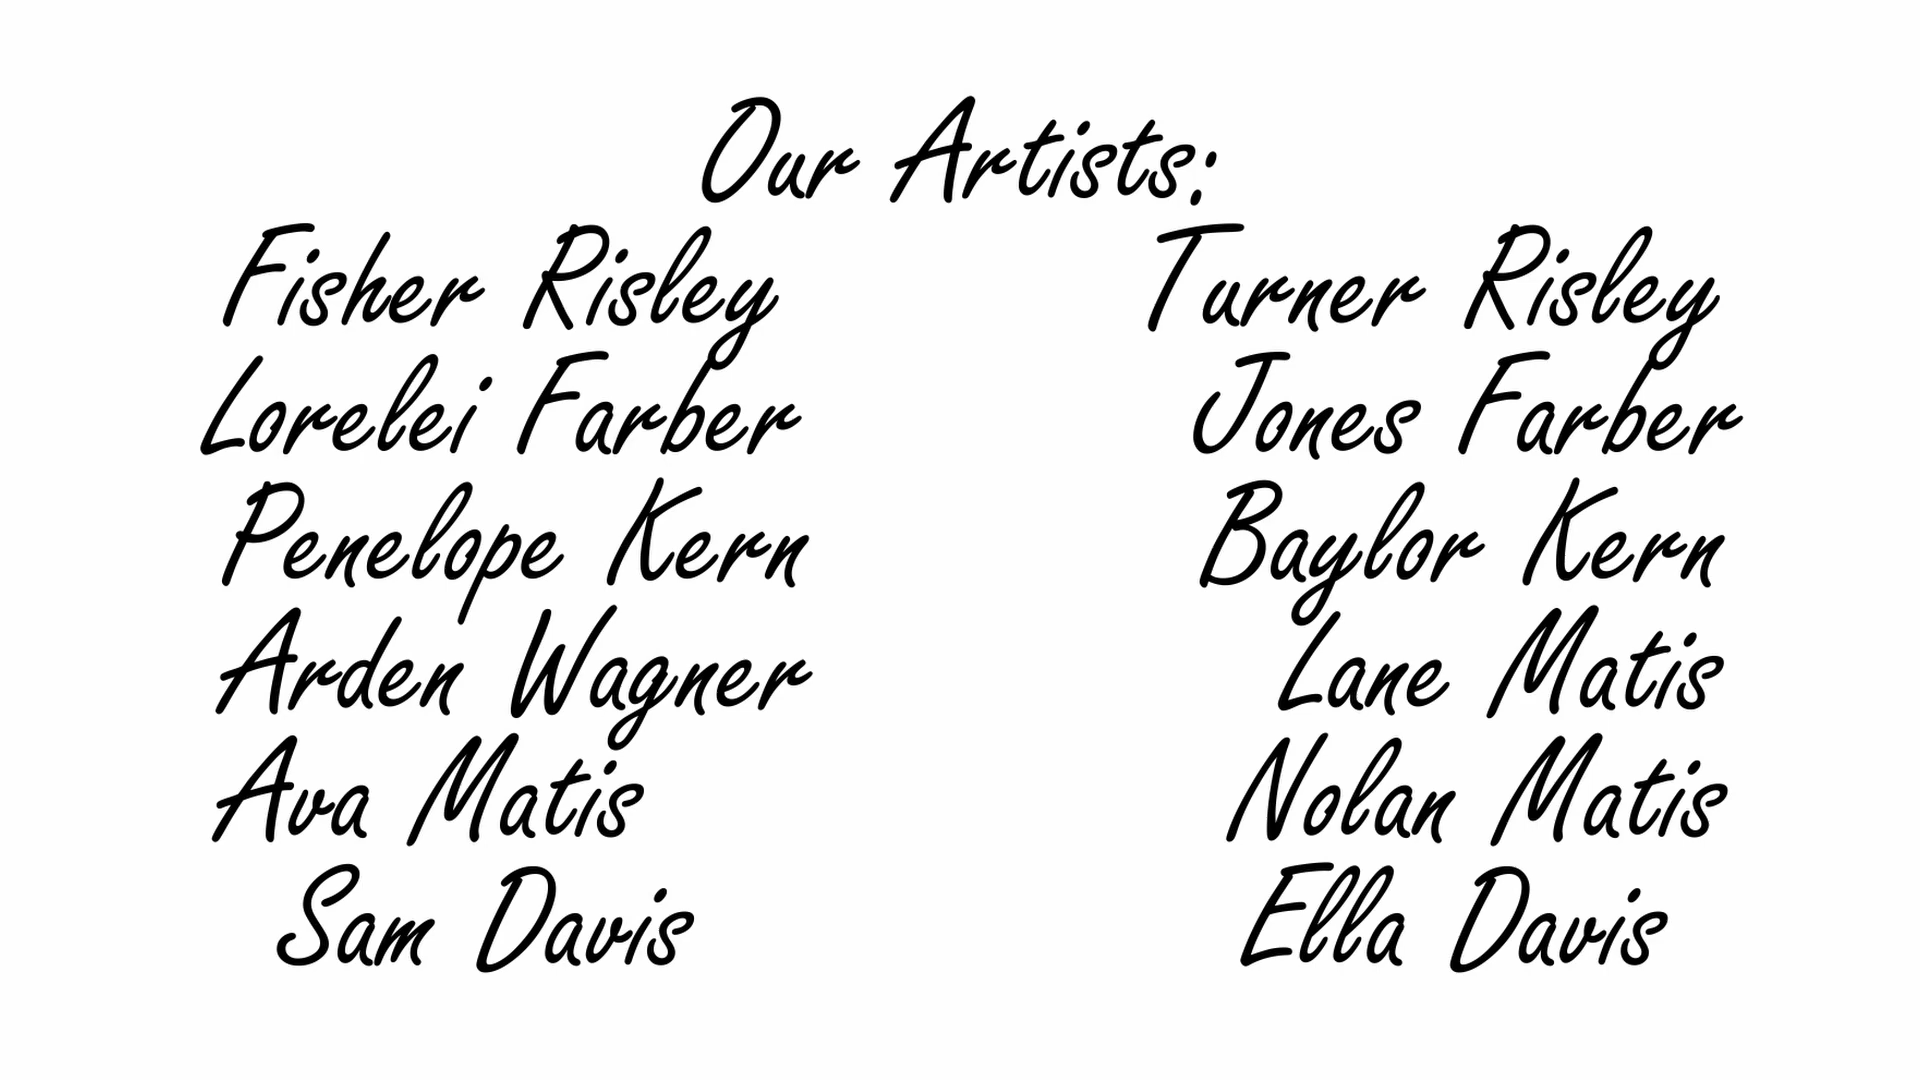 Our Artists:
Fisher Risley Turner Risley
Lorelei Farber Jones Farber
Penelope Kern Baylor Kern
Arden Wagner Lane Matis
Ava Matis Nolan Matis
Sam Davis Ella Davis